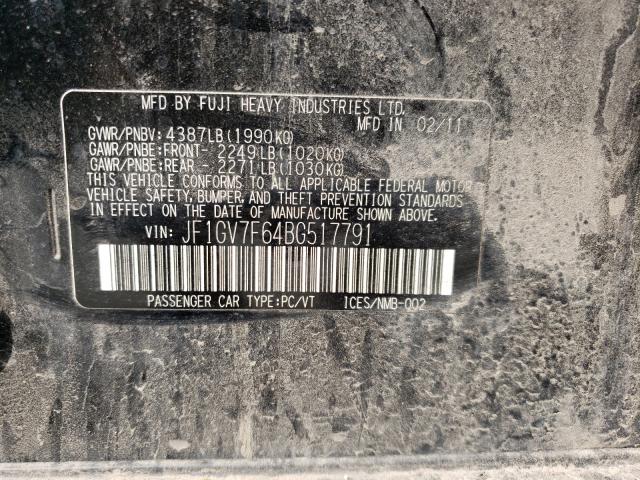 MFD BY FUJI HEAVY INDUSTRIES LTD.
MFD IN 02/11
GVWR/PNBV: 4387LB(1990KG)
GAWR/PNBE:FRONT- 2249LB(1020KG)
GAWR/PNBE:REAR - 2271LB(1030KG)
THIS VEHICLE CONFORMS TO ALL APPLICABLE FEDERAL MOTOR
VEHICLE SAFETY, BUMPER, AND THEFT PREVENTION STANDARDS
IN EFFECT ON THE DATE OF MANUFACTURE SHOWN ABOVE.
VIN: JF1GV7F64BG517791
PASSENGER CAR TYPE:PC/VT ICES/NMB-002